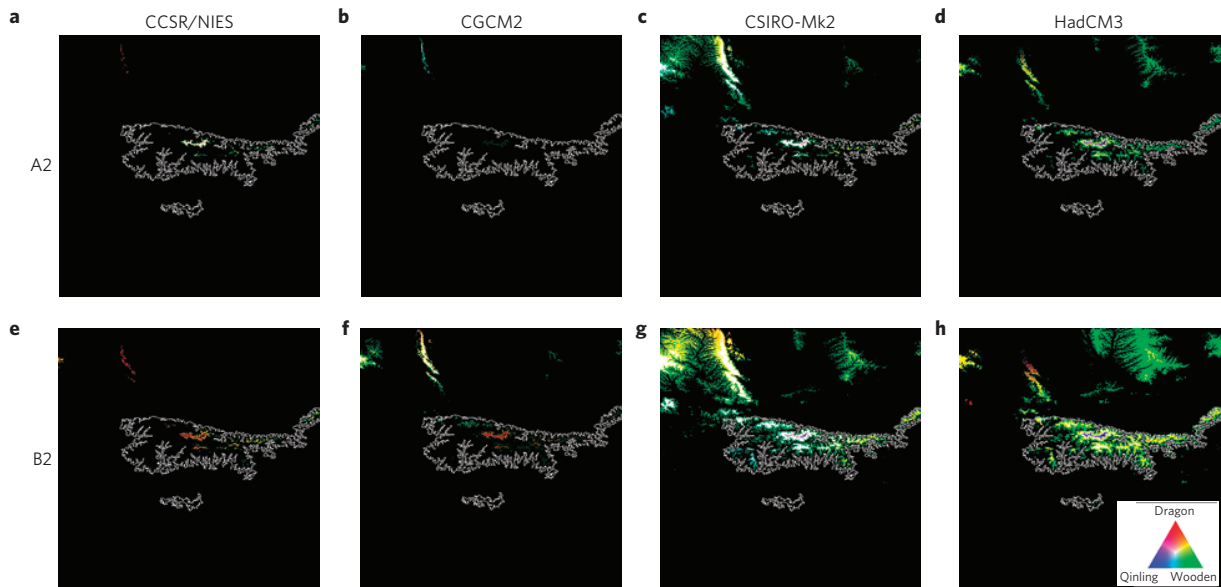 a CCSR/NIES
b CGCM2
c CSIRO-Mk2
d HadCM3
A2
e
f
g
h
B2
Dragon
Qinling Wooden